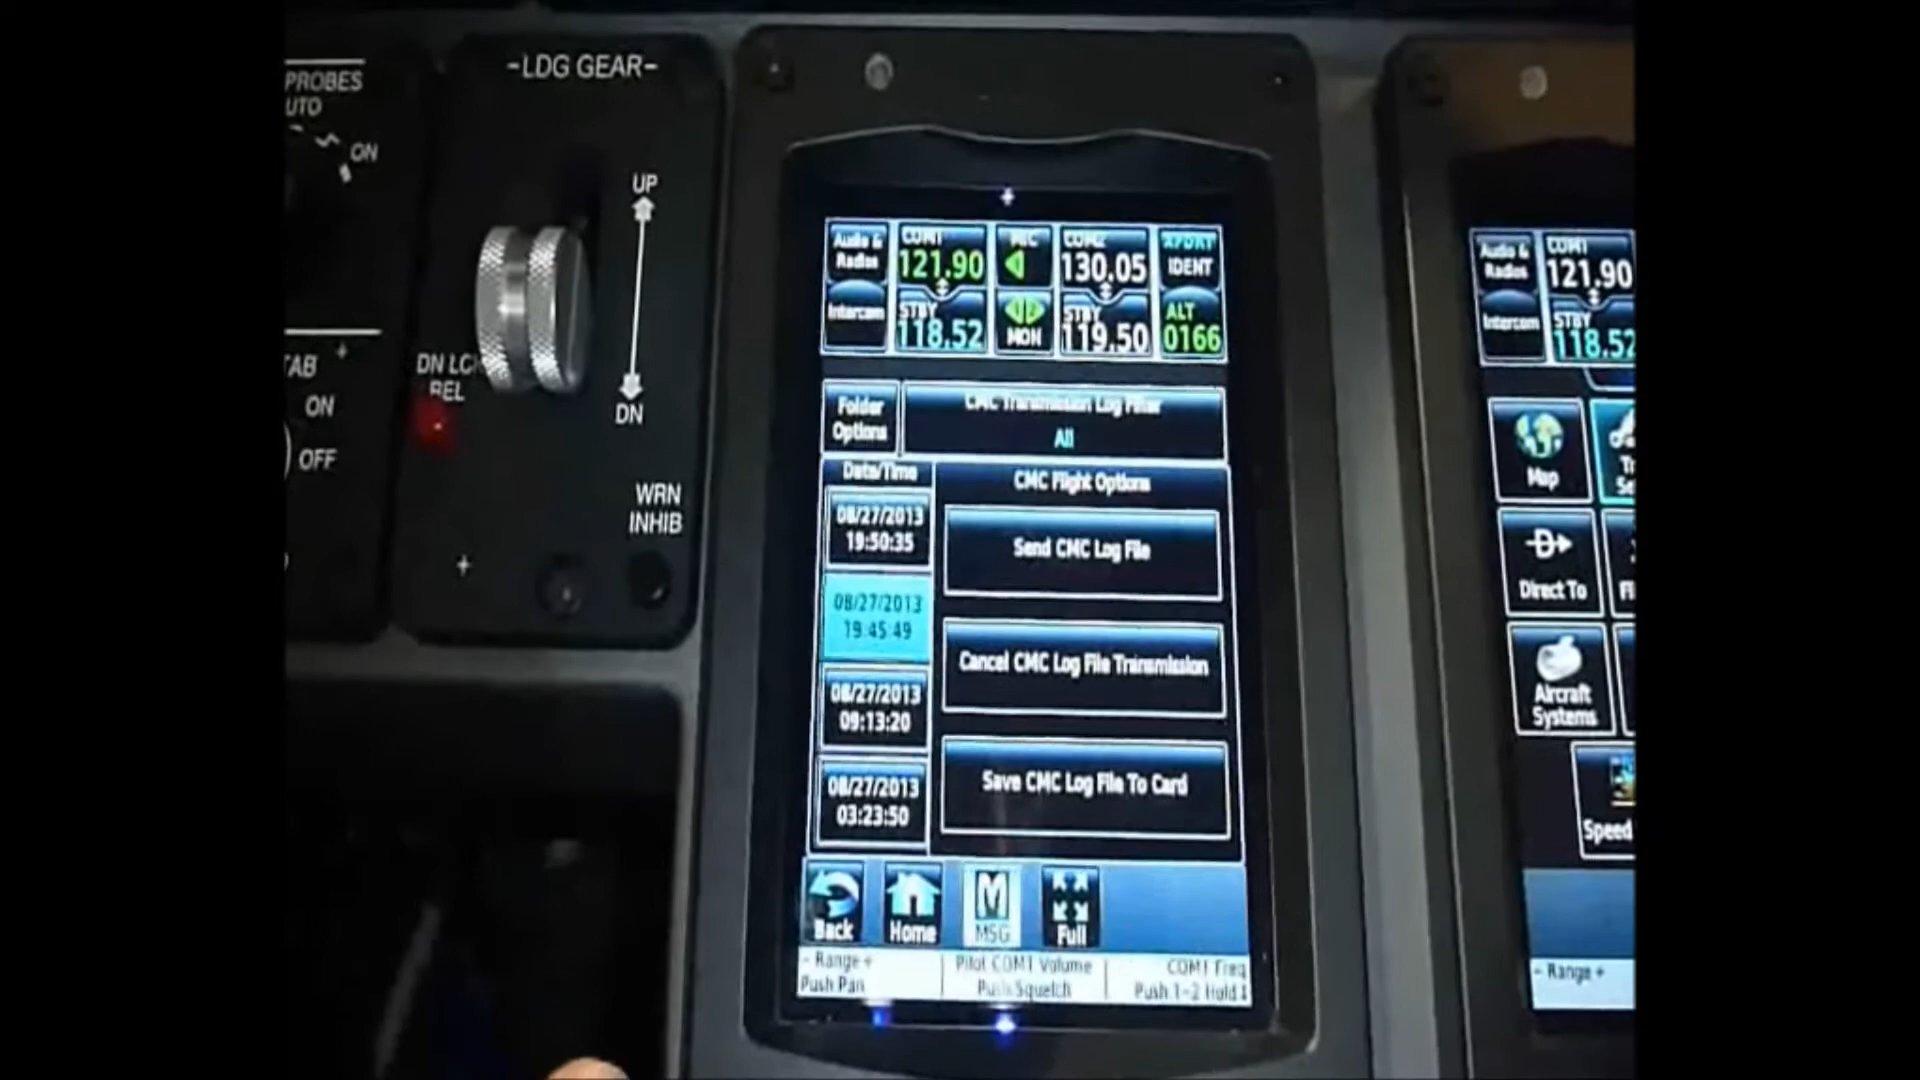 PROBES
UTO
ON
TAB
ON
OFF
-LDG GEAR-
UP
DN LC
REL
DN
WRN
INHIB
Audio &
Radios
Intercom
COM1
121.90
STBY
118.52
MIC
MON
COM2
130.05
STBY
119.50
XPDR1
IDENT
ALT
0166
Folder
Options
CMC Transmission Log Filter
All
Date/Time
08/27/2013
19:50:35
08/27/2013
19:45:49
08/27/2013
09:13:20
08/27/2013
03:23:50
CMC Flight Options
Send CMC Log File
Cancel CMC Log File Transmission
Save CMC Log File To Card
Back
Home
MSG
Full
- Range +
Push Pan
Pilot COM1 Volume
Push Squelch
COM1 Freq
Push 1-2 Hold
Audio &
Radios
Intercom
COM1
121.90
STBY
118.52
Map
Direct To
Aircraft
Systems
Speed
- Range +